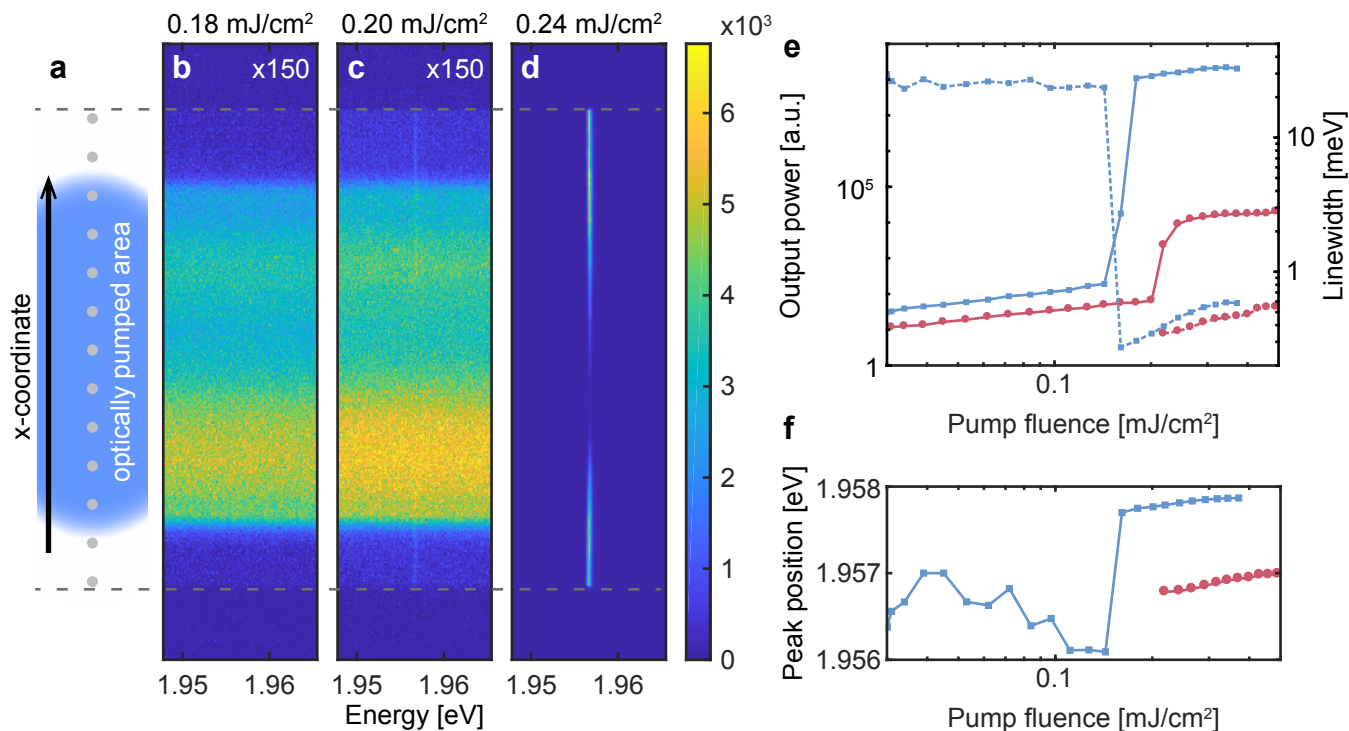 0.18 mJ/cm² 0.20 mJ/cm² 0.24 mJ/cm²
a b x150 c x150 d
x-coordinate
optically pumped area
1.95 1.96 1.95 1.96 1.95 1.96
Energy [eV]
x10³
6
5
4
3
2
1
0
e
Output power [a.u.]
10⁵
1
10
1
Linewidth [meV]
0.1
Pump fluence [mJ/cm²]
f
Peak position [eV]
1.958
1.957
1.956
0.1
Pump fluence [mJ/cm²]